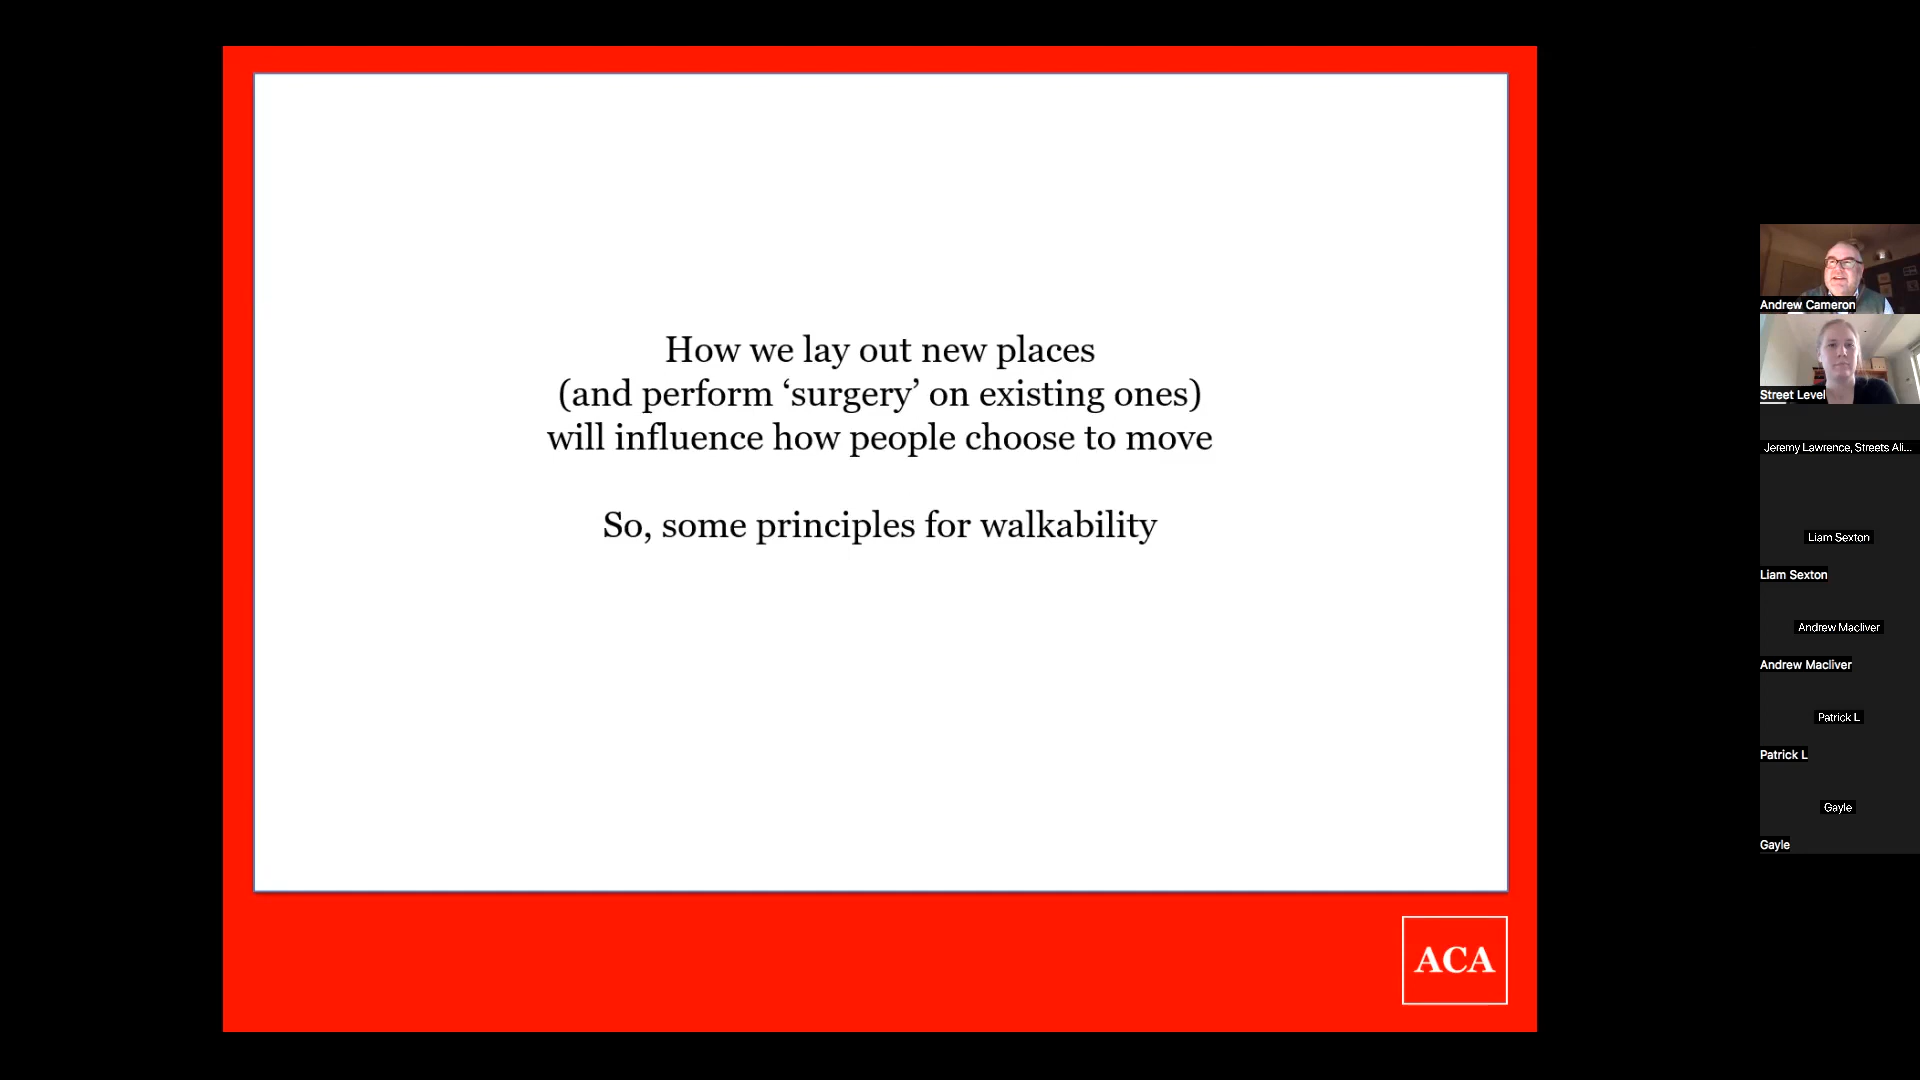 How we lay out new places
(and perform ‘surgery’ on existing ones)
will influence how people choose to move
So, some principles for walkability
ACA
Andrew Cameron
Street Level
Jeremy Lawrence, Streets Ali...
Liam Sexton
Liam Sexton
Andrew Macliver
Andrew Macliver
Patrick L
Patrick L
Gayle
Gayle